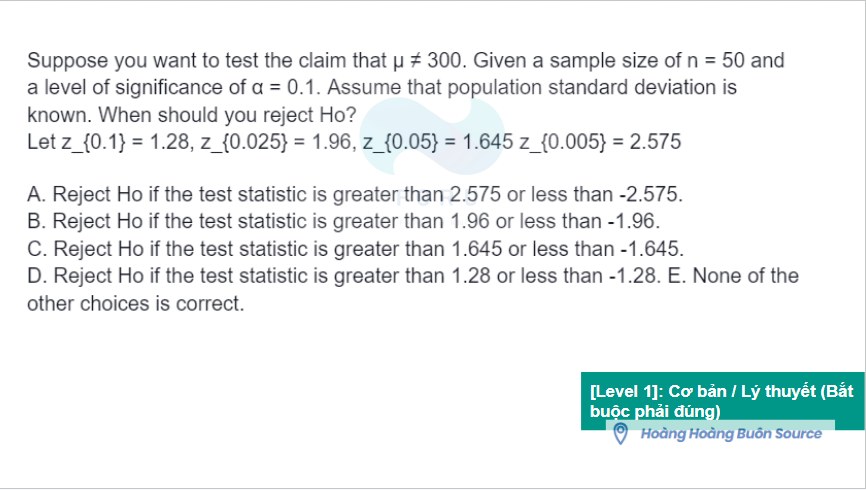 Suppose you want to test the claim that μ ≠ 300. Given a sample size of n = 50 and
a level of significance of α = 0.1. Assume that population standard deviation is
known. When should you reject Ho?
Let z_{0.1} = 1.28, z_{0.025} = 1.96, z_{0.05} = 1.645 z_{0.005} = 2.575
A. Reject Ho if the test statistic is greater than 2.575 or less than -2.575.
B. Reject Ho if the test statistic is greater than 1.96 or less than -1.96.
C. Reject Ho if the test statistic is greater than 1.645 or less than -1.645.
D. Reject Ho if the test statistic is greater than 1.28 or less than -1.28. E. None of the
other choices is correct.
[Level 1]: Cơ bản / Lý thuyết (Bắt
buộc phải đúng)
Hoàng Hoàng Buôn Source